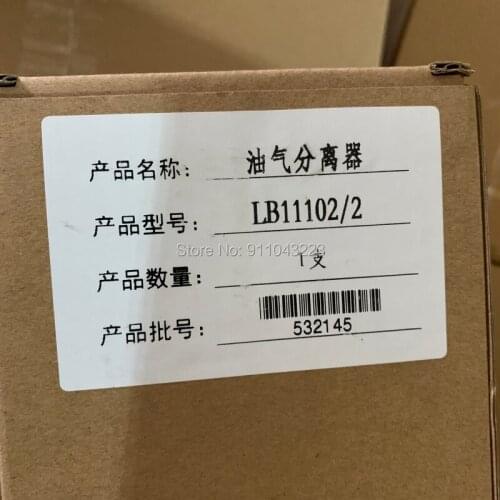 产品名称: 油气分离器
产品型号: LB11102/2
Store No: 911043223
产品数量: 1支
产品批号: 532145